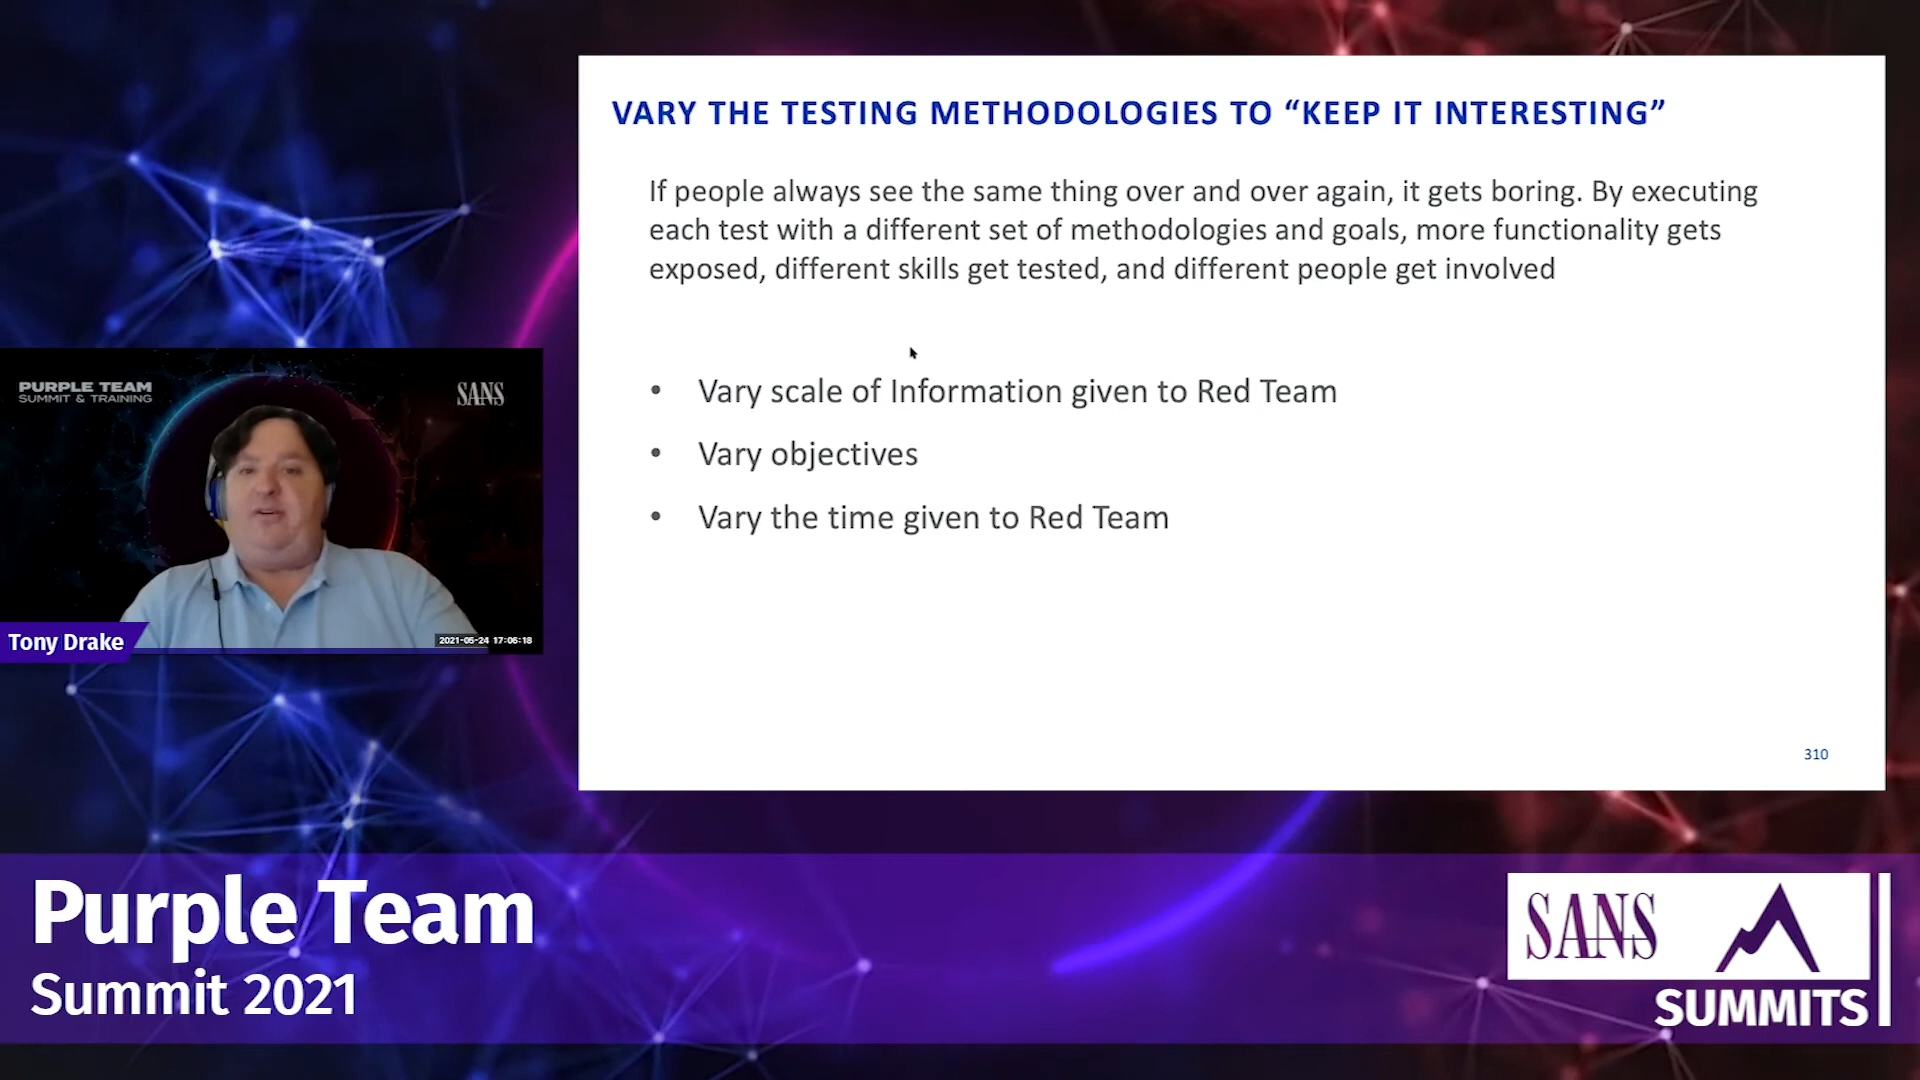 VARY THE TESTING METHODOLOGIES TO “KEEP IT INTERESTING”
If people always see the same thing over and over again, it gets boring. By executing
each test with a different set of methodologies and goals, more functionality gets
exposed, different skills get tested, and different people get involved
• Vary scale of Information given to Red Team
• Vary objectives
• Vary the time given to Red Team
310
PURPLE TEAM
SUMMIT & TRAINING
SANS
Tony Drake
2021-05-24 17:06:18
Purple Team
Summit 2021
SANS
SUMMITS